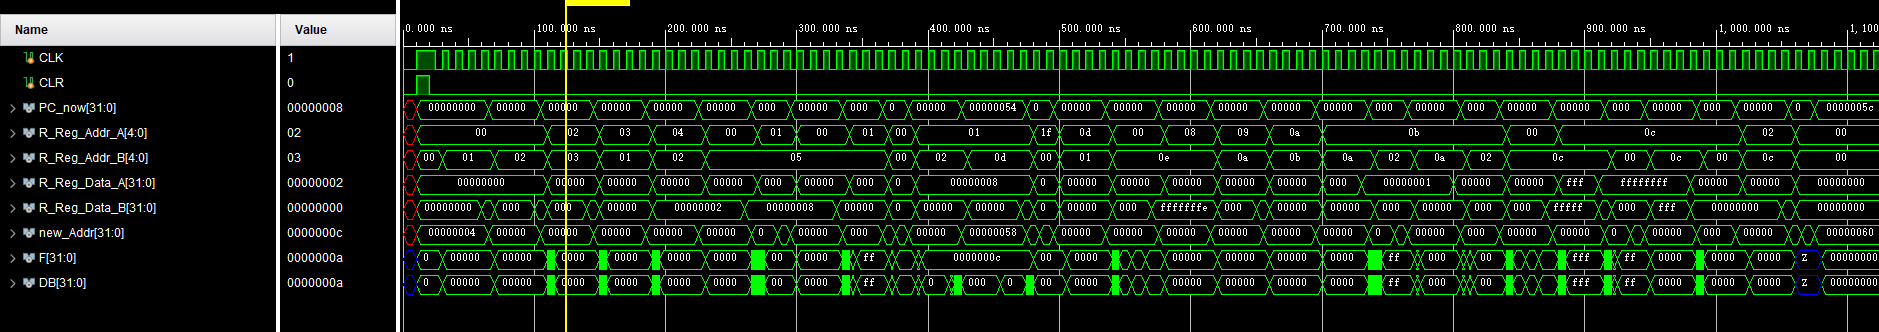 Name Value 0.000 ns 100.000 ns 200.000 ns 300.000 ns 400.000 ns 500.000 ns 600.000 ns 700.000 ns 800.000 ns 900.000 ns 1,000.000 ns 1,100
CLK 1
CLR 0
PC_now[31:0] 00000008 00000000 00000 00000 00000 00000 00000 00000 000 0 00000 00000054 0 00000 00000 00000 00000 00000 00000 000 00000 000 00000 00000 000 00000 000 00000 0 0000005c
R_Reg_Addr_A[4:0] 02 00 02 03 04 00 01 00 01 00 01 1f 0d 00 08 09 0a 0b 00 0c 02 00
R_Reg_Addr_B[4:0] 03 00 01 02 03 01 02 05 00 02 0d 00 01 0e 0a 0b 0a 02 0a 02 0c 00 0c 00 0c 00
R_Reg_Data_A[31:0] 00000002 00000000 00000 00000 00000 00000 000 00000 000 0 00000008 0 00000 00000 00000 00000 00000 000 00000001 00000 00000 fff ffffffff 00000 00000 00000000
R_Reg_Data_B[31:0] 00000000 00000000 000 000 00000 00000002 00000008 00000 0 00000 00000 00000 000 fffffffe 00000 00000 00000 000 000 00000 000 fffff 000 fff 00000000 00000000
new_Addr[31:0] 0000000c 00000004 00000 00000 00000 00000 00000 0 00000 000 00000 00000058 00000 00000 00000 00000 00000 00000 0 00000 000 00000 00000 0 00000 000 00000 00000060
F[31:0] 0000000a 0 00000 00000 0000 0000 0000 0000 00 0000 ff 0000000c 00 00000 0000 00000 00000 00000 00000 0000 ff 000 00 fff ff 0000 0000 Z 00000000
DB[31:0] 0000000a 0 00000 00000 0000 0000 0000 0000 00 0000 ff 0 000 0 00 00000 0000 00000 00000 00000 00000 0000 ff 000 00 fff ff 0000 0000 Z 00000000